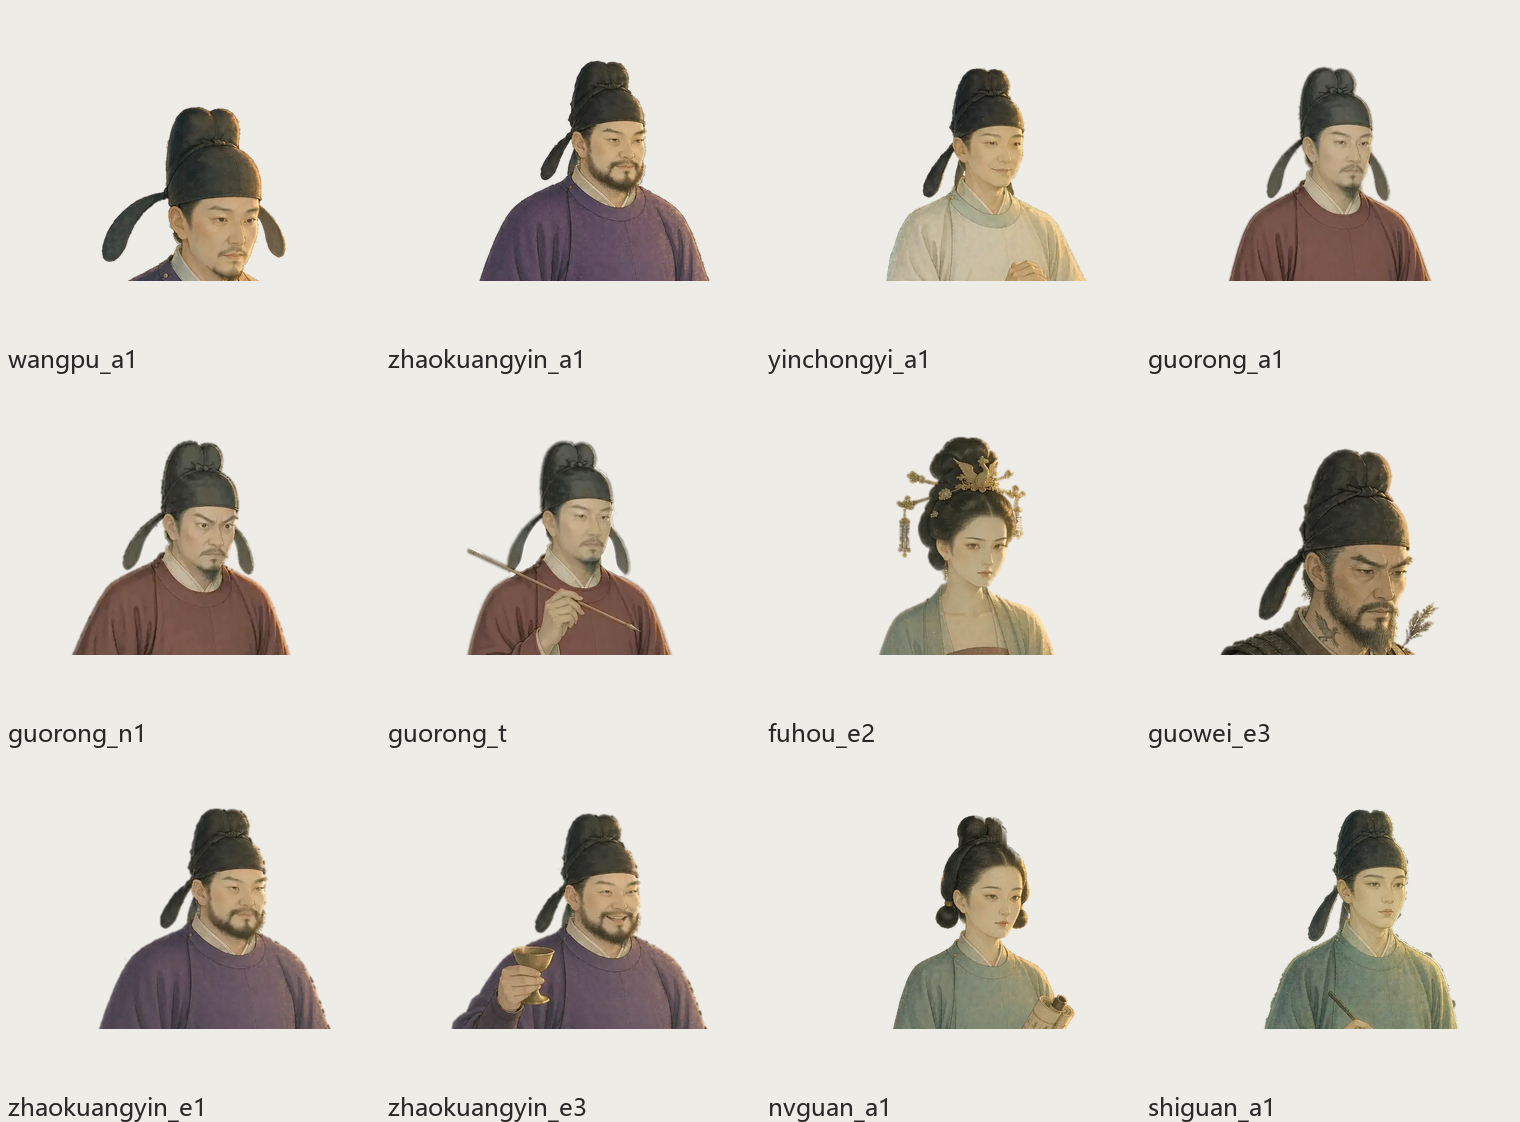 wangpu_a1
zhaokuangyin_a1
yinchongyi_a1
guorong_a1
guorong_n1
guorong_t
fuhou_e2
guowei_e3
zhaokuangyin_e1
zhaokuangyin_e3
nvguan_a1
shiguan_a1